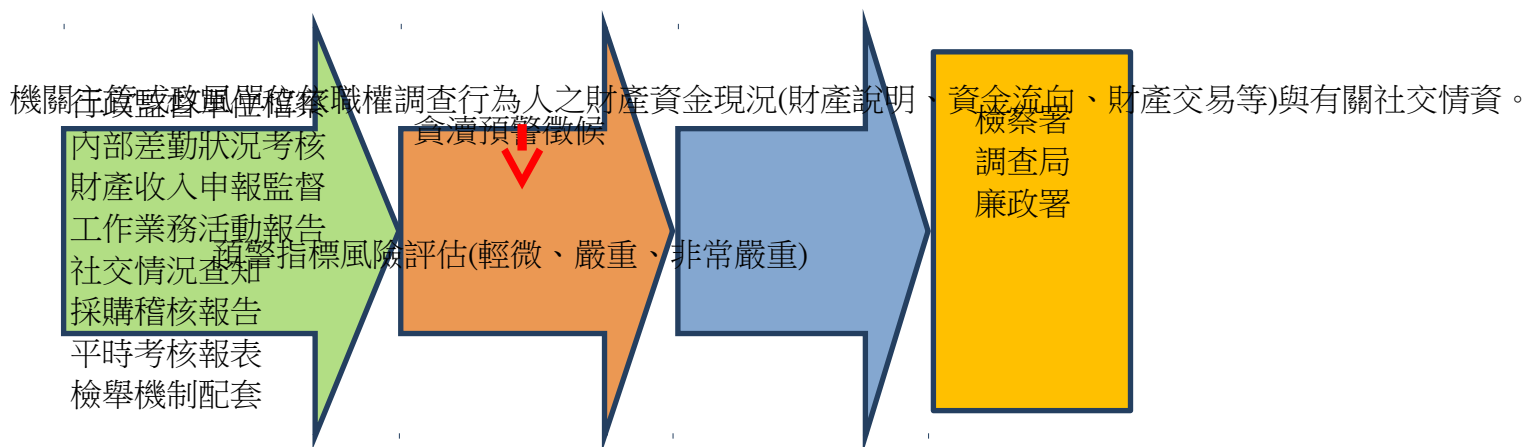 行政監督單位稽察
內部差勤狀況考核
財產收入申報監督
工作業務活動報告
社交情況查知
採購稽核報告
平時考核報表
檢舉機制配套
貪瀆預警徵候
預警指標風險評估(輕微、嚴重、非常嚴重)
機關主管或政風單位依職權調查行為人之財產資金現況(財產說明、資金流向、財產交易等)與有關社交情資。
檢察署
調查局
廉政署